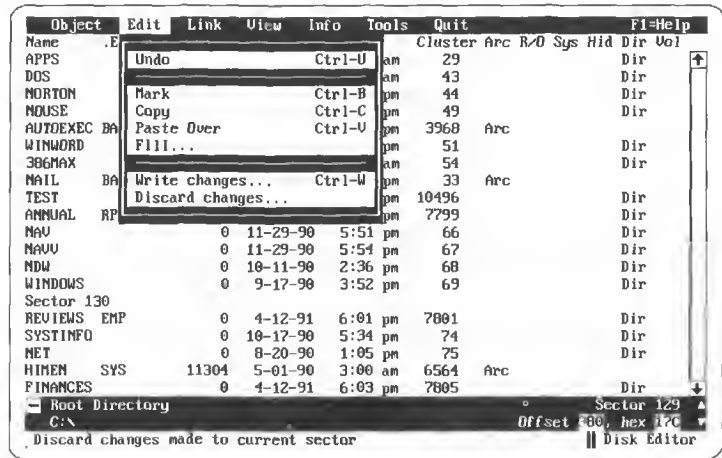 Object Edit Link View Info Tools Quit F1=Help
Name .E Cluster Arc R/O Sys Hid Dir Vol
APPS Undo Ctrl-U am 29 Dir
DOS am 43 Dir
NORTON Mark Ctrl-B pm 44 Dir
MOUSE Copy Ctrl-C pm 49 Dir
AUTOEXEC BA Paste Over Ctrl-V pm 3968 Arc
WINWORD Fill... pm 51 Dir
386MAX am 54 Dir
MAIL BA Write changes... Ctrl-W pm 33 Arc
TEST Discard changes... pm 10496 Dir
ANNUAL RP pm 7799 Dir
NAV 0 11-29-90 5:51 pm 66 Dir
NAVV 0 11-29-90 5:54 pm 67 Dir
NDW 0 10-11-90 2:36 pm 68 Dir
WINDOWS 0 9-17-90 3:52 pm 69 Dir
Sector 130
REVIEWS EMP 0 4-12-91 6:01 pm 7801 Dir
SYSTINFO 0 10-17-90 5:34 pm 74 Dir
NET 0 8-20-90 1:05 pm 75 Dir
HIMEM SYS 11304 5-01-90 3:00 am 6564 Arc
FINANCES 0 4-12-91 6:03 pm 7805 Dir
Root Directory Sector 129
C:\ Offset 380, hex 17C
Discard changes made to current sector Disk Editor